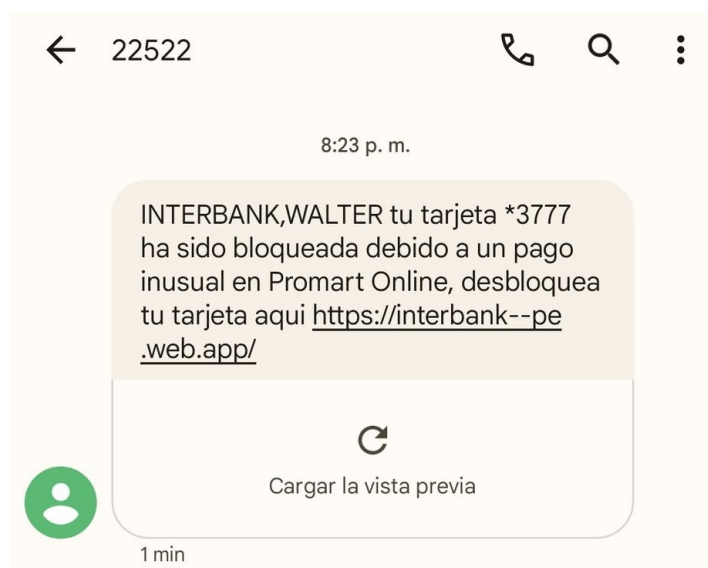 22522
8:23 p. m.
INTERBANK,WALTER tu tarjeta *3777
ha sido bloqueada debido a un pago
inusual en Promart Online, desbloquea
tu tarjeta aqui https://interbank--pe
.web.app/
Cargar la vista previa
1 min